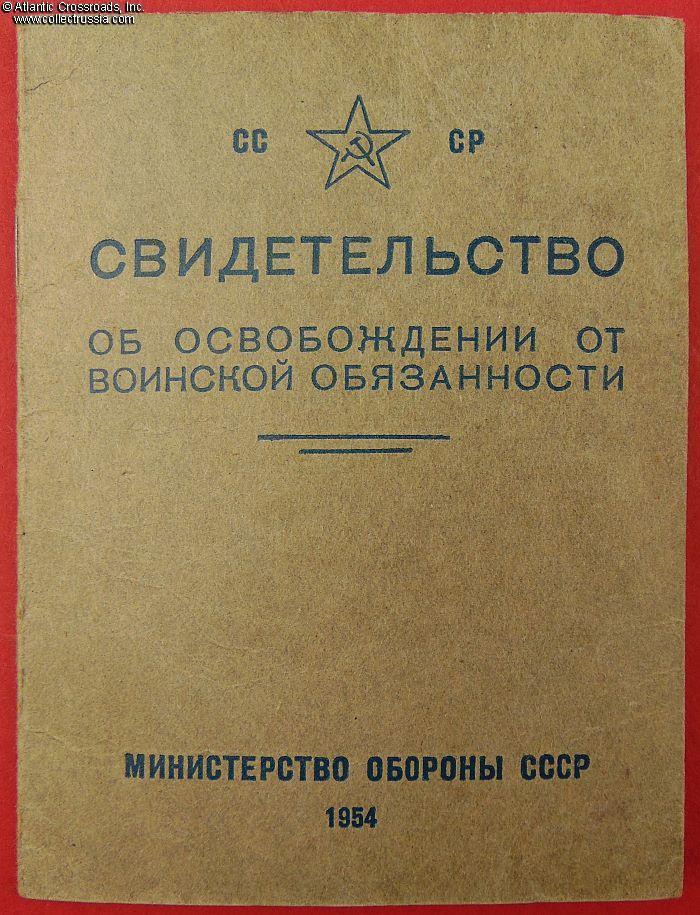 © Atlantic Crossroads, Inc.
www.collectrussia.com
СС СР
СВИДЕТЕЛЬСТВО
ОБ ОСВОБОЖДЕНИИ ОТ
ВОИНСКОЙ ОБЯЗАННОСТИ
МИНИСТЕРСТВО ОБОРОНЫ СССР
1954